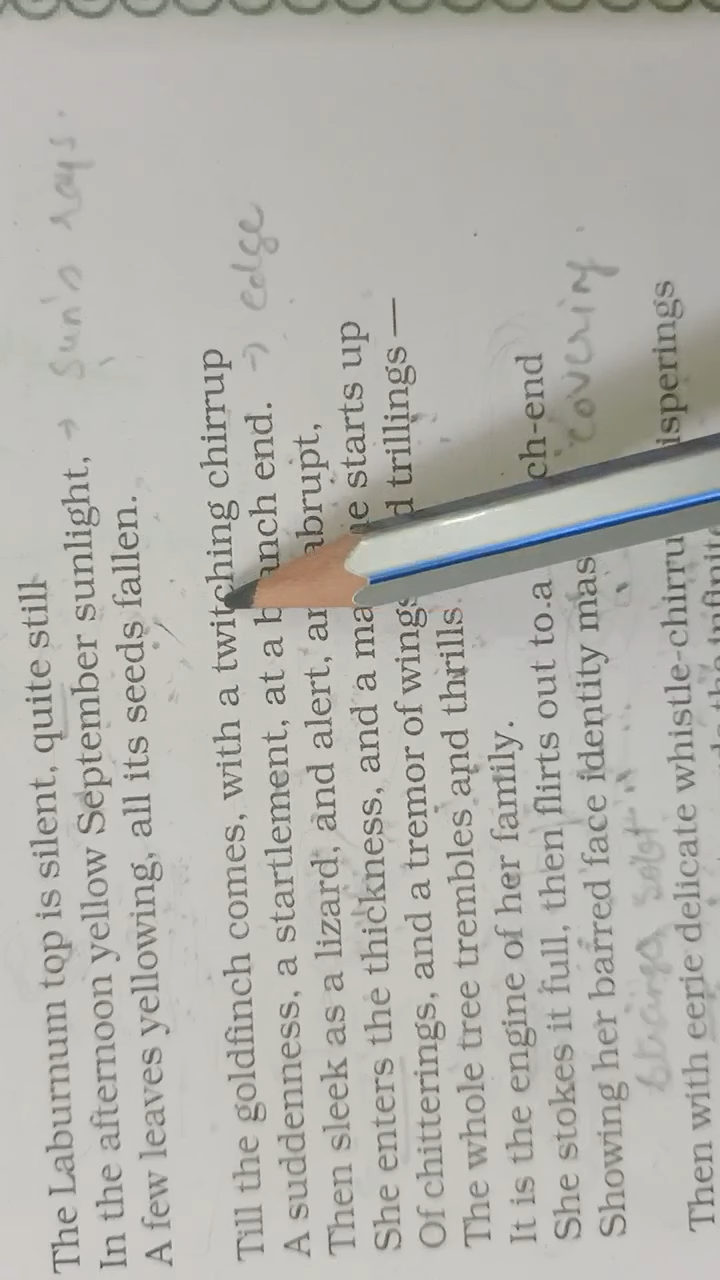 The Laburnum top is silent, quite still
In the afternoon yellow September sunlight, → sun's rays.
A few leaves yellowing, all its seeds fallen.
Till the goldfinch comes, with a twitching chirrup
A suddenness, a startlement, at a branch end. → edge
Then sleek as a lizard, and alert, and abrupt,
She enters the thickness, and a machine starts up
Of chitterings, and a tremor of wings, and trillings —
The whole tree trembles and thrills.
It is the engine of her family.
She stokes it full, then flirts out to a ch-end
Showing her barred face identity mas covering.
Then with eerie delicate whistle-chirru isperings